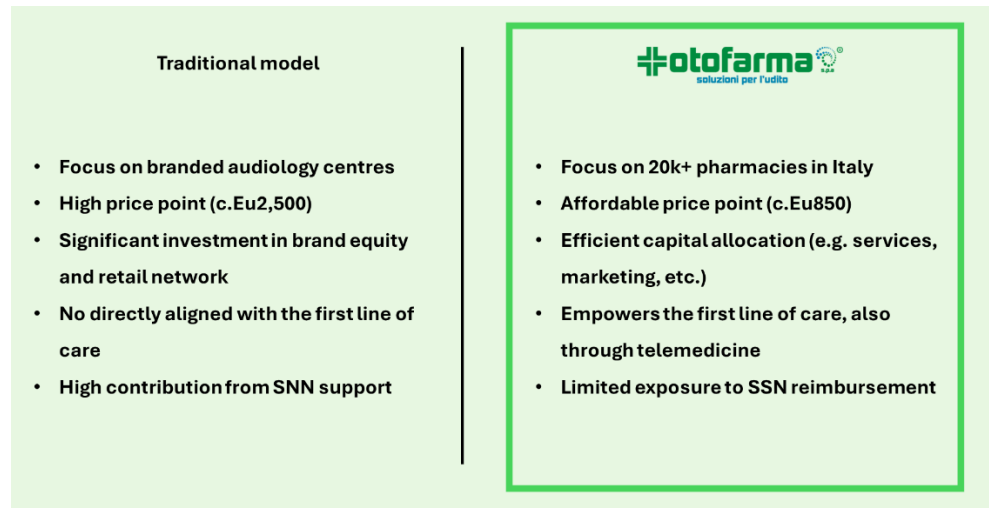 Traditional model
• Focus on branded audiology centres
• High price point (c.Eu2,500)
• Significant investment in brand equity
and retail network
• No directly aligned with the first line of
care
• High contribution from SNN support
otofarma® s.p.a
soluzioni per l'udito
• Focus on 20k+ pharmacies in Italy
• Affordable price point (c.Eu850)
• Efficient capital allocation (e.g. services,
marketing, etc.)
• Empowers the first line of care, also
through telemedicine
• Limited exposure to SSN reimbursement